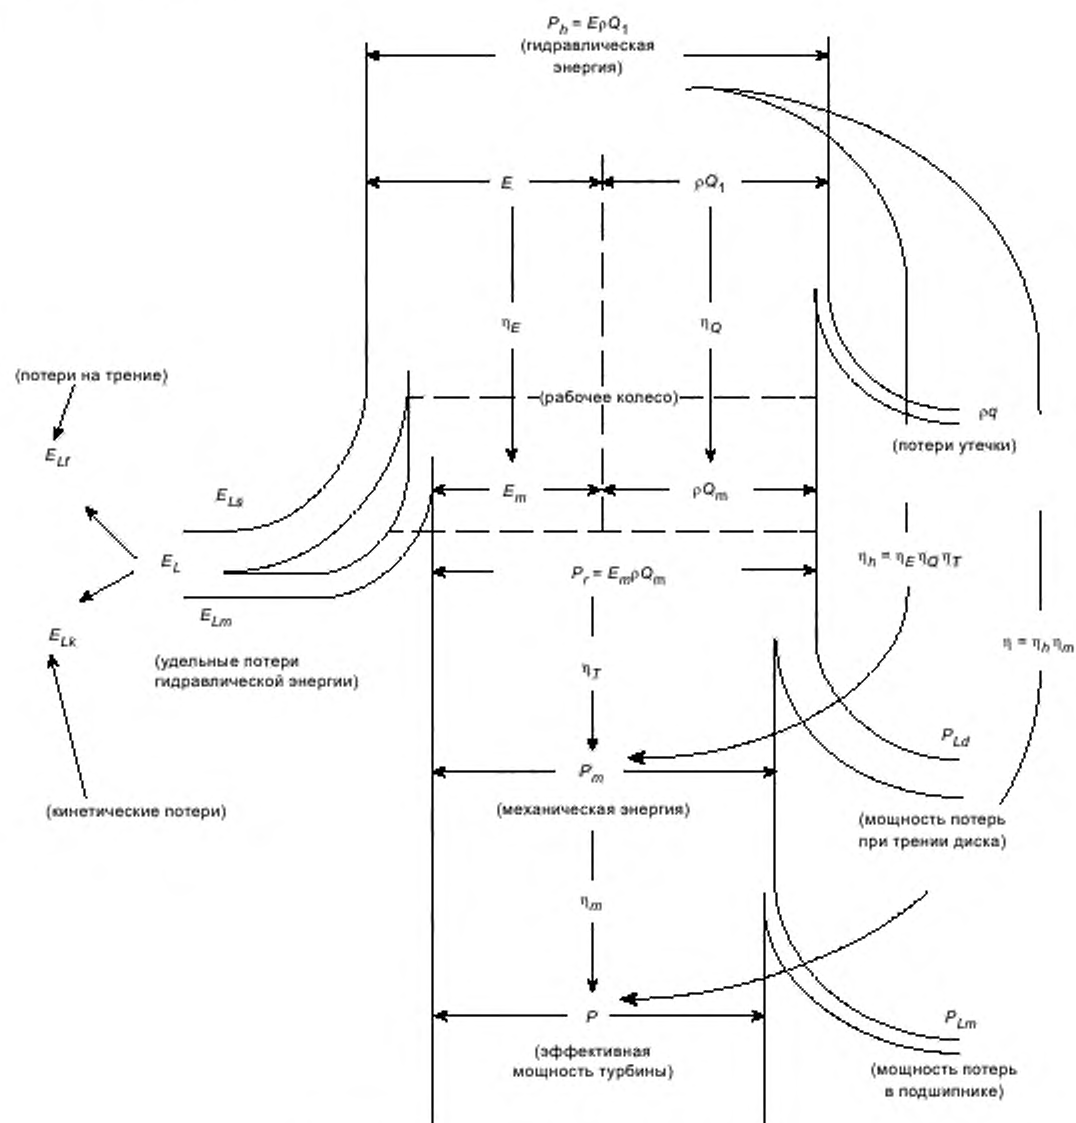 P_h = EρQ_1
(гидравлическая
энергия)
E
ρQ_1
η_E
η_Q
(потери на трение)
(рабочее колесо)
ρq
(потери утечки)
E_Lf
E_Ls
E_m
ρQ_m
E_L
P_r = E_mρQ_m
η_h = η_E η_Q η_T
E_Lm
E_Lk
η = η_h η_m
(удельные потери
гидравлической энергии)
η_T
P_Ld
P_m
(кинетические потери)
(механическая энергия)
(мощность потерь
при трении диска)
η_m
P
P_Lm
(эффективная
мощность турбины)
(мощность потерь
в подшипнике)